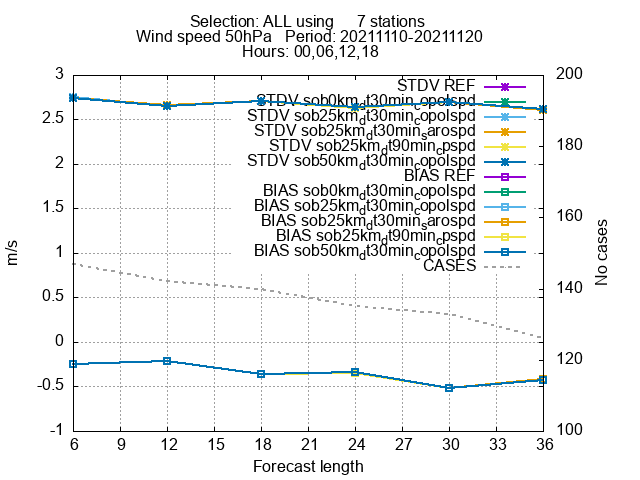 Selection: ALL using 7 stations
Wind speed 50hPa Period: 20211110-20211120
Hours: 00,06,12,18
3
2.5
2
1.5
1
0.5
0
-0.5
-1
m/s
200
180
160
140
120
100
No cases
STDV REF
STDV sob0km_dt30min_copolspd
STDV sob25km_dt30min_copolspd
STDV sob25km_dt30min_sarospd
STDV sob25km_dt90min_cpspd
STDV sob50km_dt30min_copolspd
BIAS REF
BIAS sob0km_dt30min_copolspd
BIAS sob25km_dt30min_copolspd
BIAS sob25km_dt30min_sarospd
BIAS sob25km_dt90min_cpspd
BIAS sob50km_dt30min_copolspd
CASES
6 9 12 15 18 21 24 27 30 33 36
Forecast length